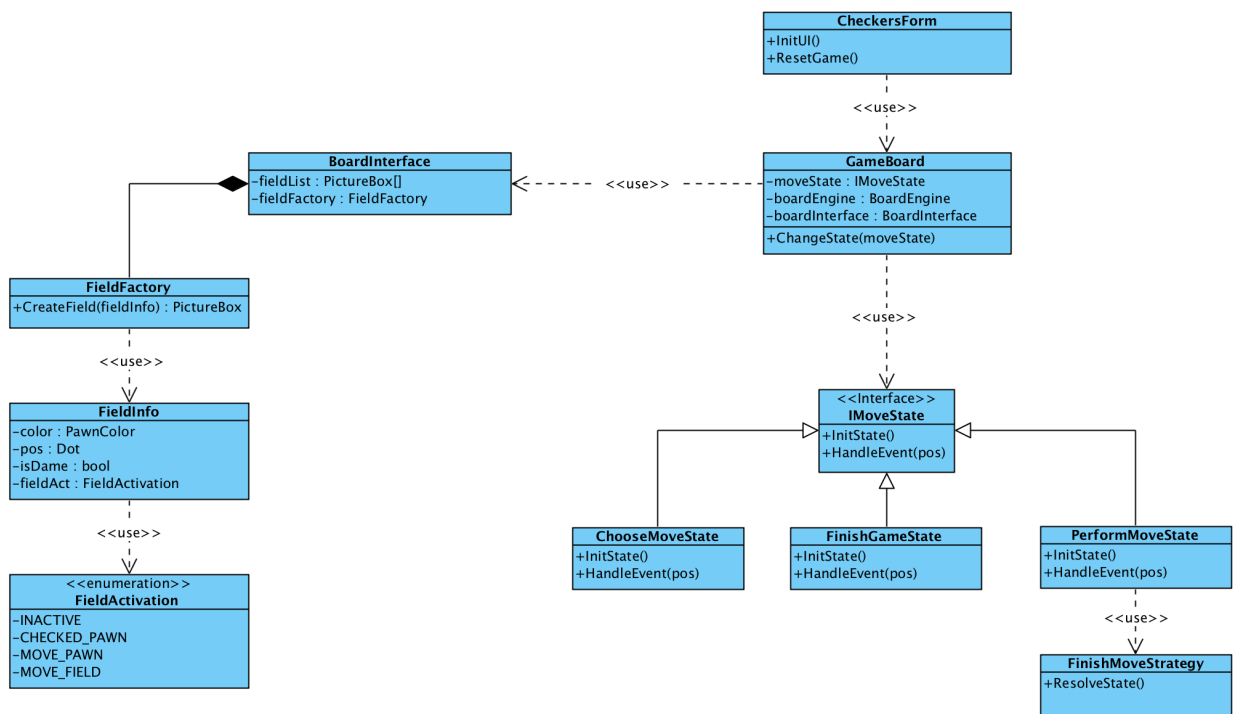 CheckersForm
+InitUI()
+ResetGame()
<<use>>
BoardInterface
-fieldList : PictureBox[]
-fieldFactory : FieldFactory
<<use>>
GameBoard
-moveState : IMoveState
-boardEngine : BoardEngine
-boardInterface : BoardInterface
+ChangeState(moveState)
FieldFactory
+CreateField(fieldInfo) : PictureBox
<<use>>
<<use>>
FieldInfo
-color : PawnColor
-pos : Dot
-isDame : bool
-fieldAct : FieldActivation
<<Interface>>
IMoveState
+InitState()
+HandleEvent(pos)
<<use>>
ChooseMoveState
+InitState()
+HandleEvent(pos)
FinishGameState
+InitState()
+HandleEvent(pos)
PerformMoveState
+InitState()
+HandleEvent(pos)
<<enumeration>>
FieldActivation
-INACTIVE
-CHECKED_PAWN
-MOVE_PAWN
-MOVE_FIELD
<<use>>
FinishMoveStrategy
+ResolveState()